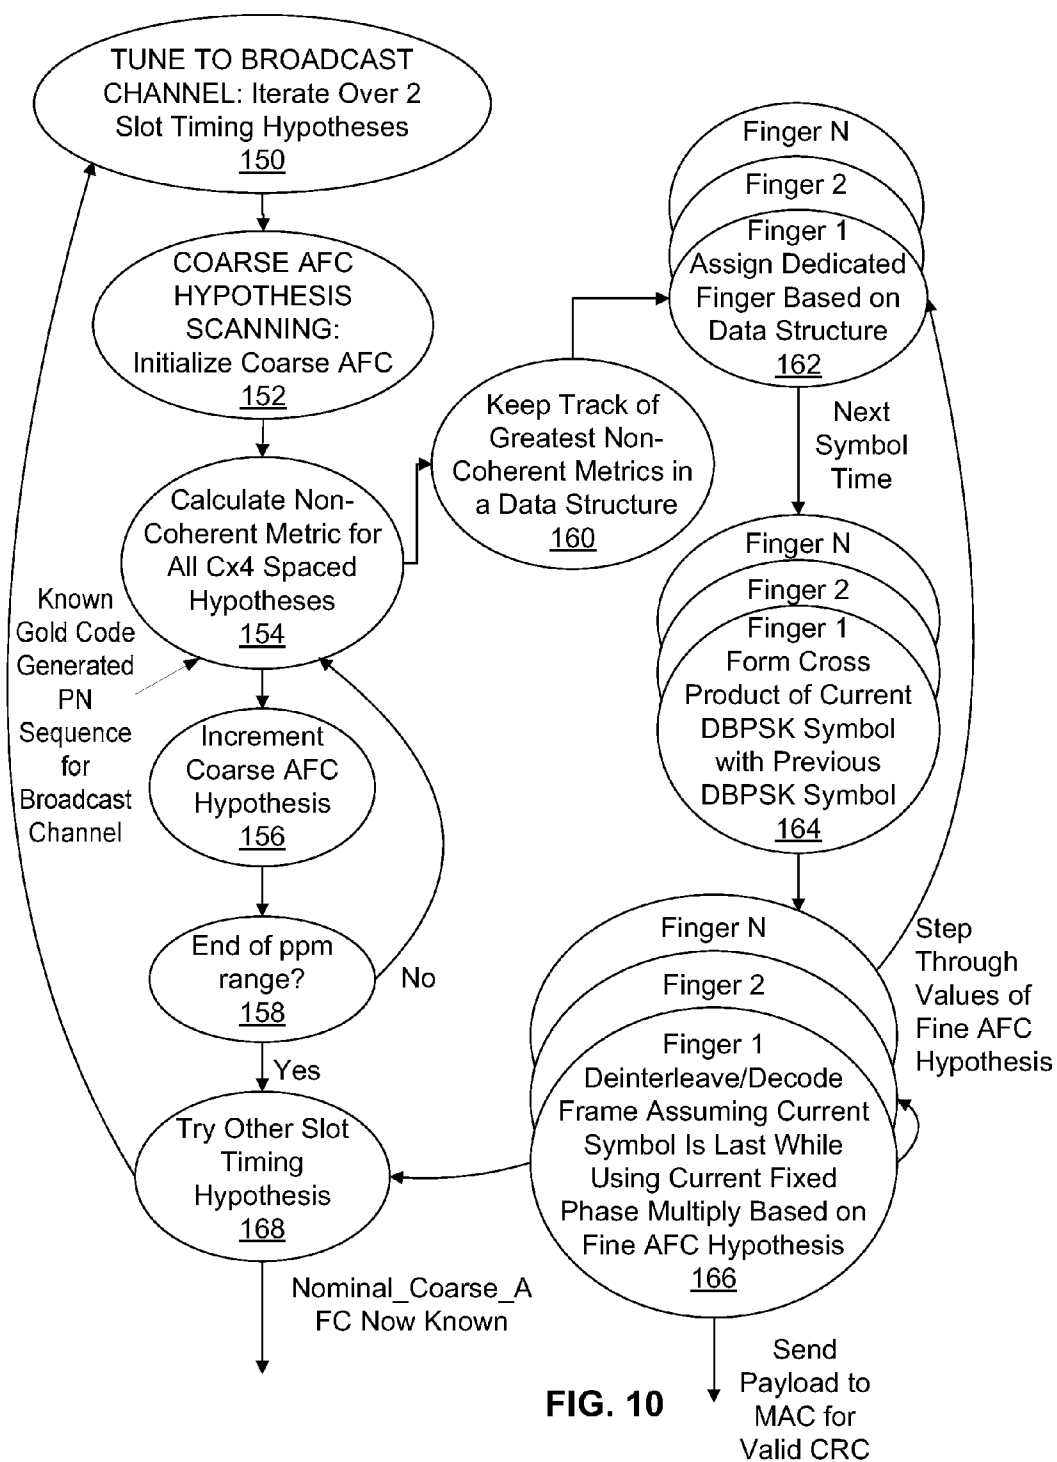 TUNE TO BROADCAST
CHANNEL: Iterate Over 2
Slot Timing Hypotheses
150
COARSE AFC
HYPOTHESIS
SCANNING:
Initialize Coarse AFC
152
Calculate Non-
Coherent Metric for
All Cx4 Spaced
Hypotheses
154
Known
Gold Code
Generated
PN
Sequence
for
Broadcast
Channel
Increment
Coarse AFC
Hypothesis
156
End of ppm
range?
158
No
Yes
Try Other Slot
Timing
Hypothesis
168
Nominal_Coarse_A
FC Now Known
Keep Track of
Greatest Non-
Coherent Metrics in
a Data Structure
160
Finger N
Finger 2
Finger 1
Assign Dedicated
Finger Based on
Data Structure
162
Next
Symbol
Time
Finger N
Finger 2
Finger 1
Form Cross
Product of Current
DBPSK Symbol
with Previous
DBPSK Symbol
164
Finger N
Finger 2
Finger 1
Deinterleave/Decode
Frame Assuming Current
Symbol Is Last While
Using Current Fixed
Phase Multiply Based on
Fine AFC Hypothesis
166
Step
Through
Values of
Fine AFC
Hypothesis
Send
Payload to
MAC for
Valid CRC
FIG. 10